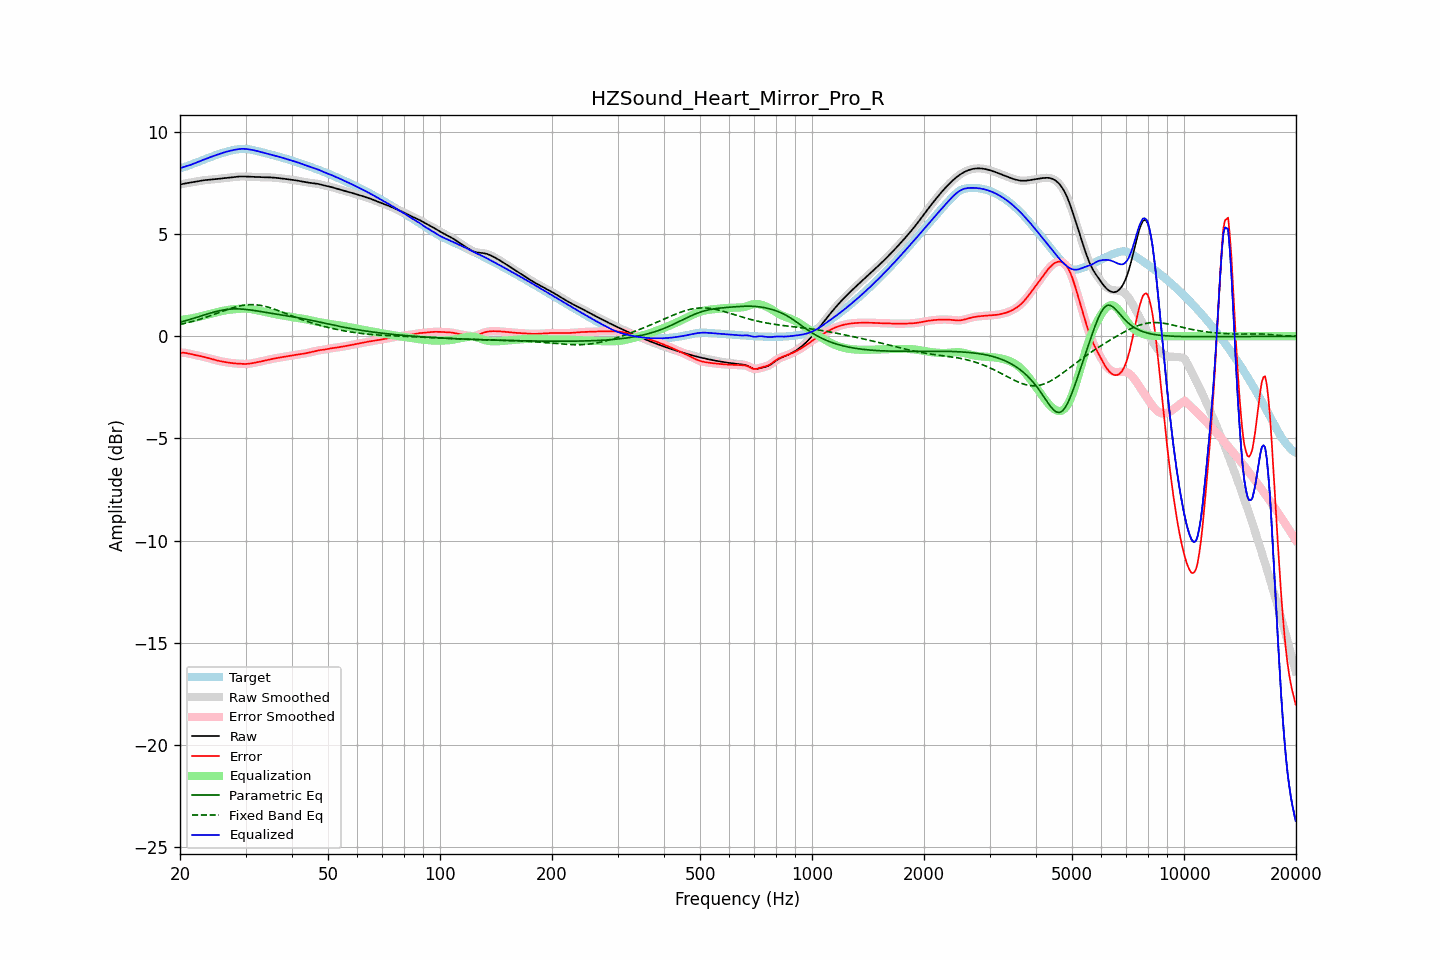 HZSound_Heart_Mirror_Pro_R
10
5
0
−5
−10
−15
−20
−25
Amplitude (dBr)
Target
Raw Smoothed
Error Smoothed
Raw
Error
Equalization
Parametric Eq
Fixed Band Eq
Equalized
20 50 100 200 500 1000 2000 5000 10000 20000
Frequency (Hz)